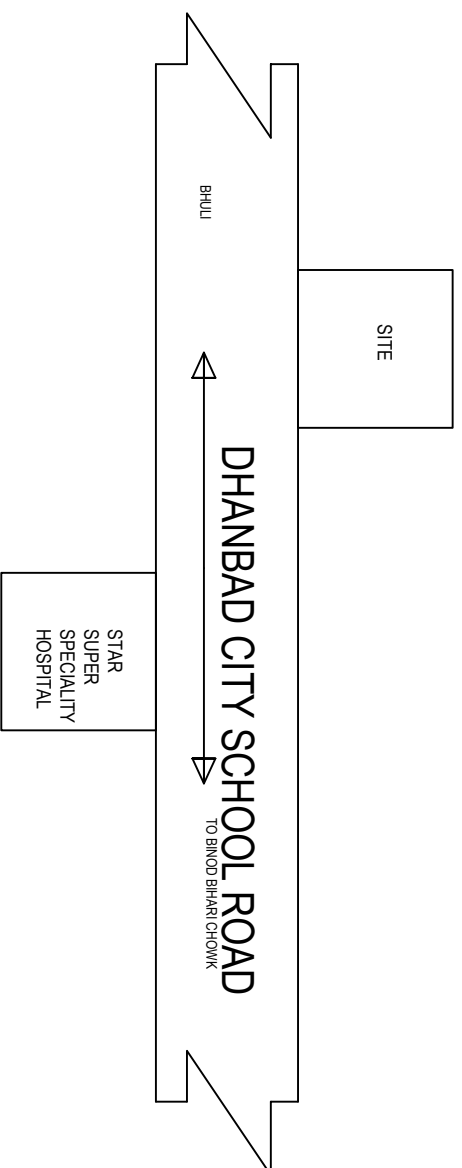 SITE
DHANBAD CITY SCHOOL ROAD
BHULI
TO BINOD BIHARI CHOWK
STAR
SUPER
SPECIALITY
HOSPITAL